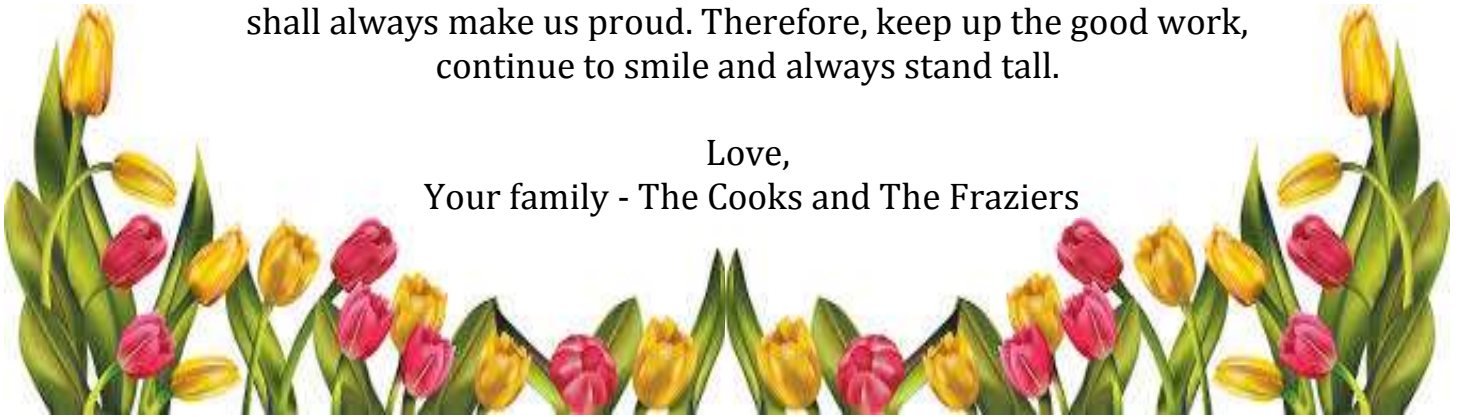 shall always make us proud. Therefore, keep up the good work,
continue to smile and always stand tall.
Love,
Your family - The Cooks and The Fraziers